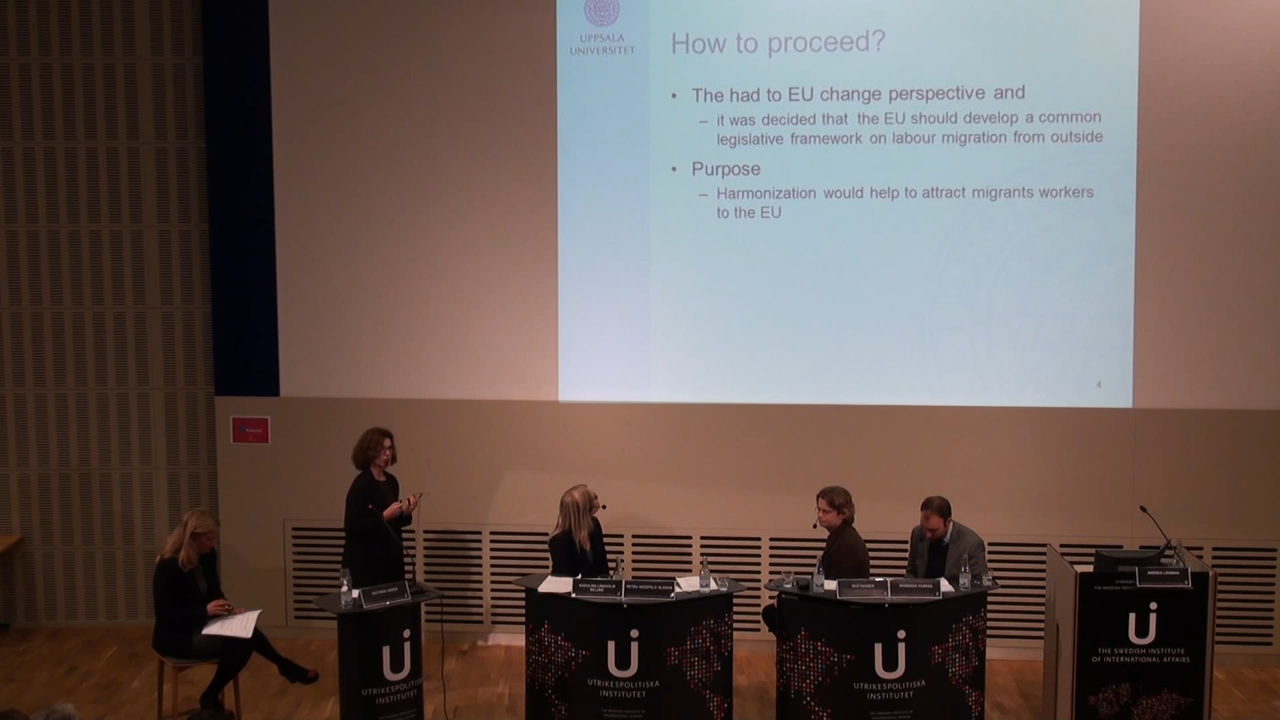 UPPSALA
UNIVERSITET
How to proceed?
• The had to EU change perspective and
– it was decided that the EU should develop a common
legislative framework on labour migration from outside
• Purpose
– Harmonization would help to attract migrants workers
to the EU
4
UTRIKESPOLITISKA
INSTITUTET
UTRIKESPOLITISKA
INSTITUTET
UTRIKESPOLITISKA
INSTITUTET
THE SWEDISH INSTITUTE
OF INTERNATIONAL AFFAIRS